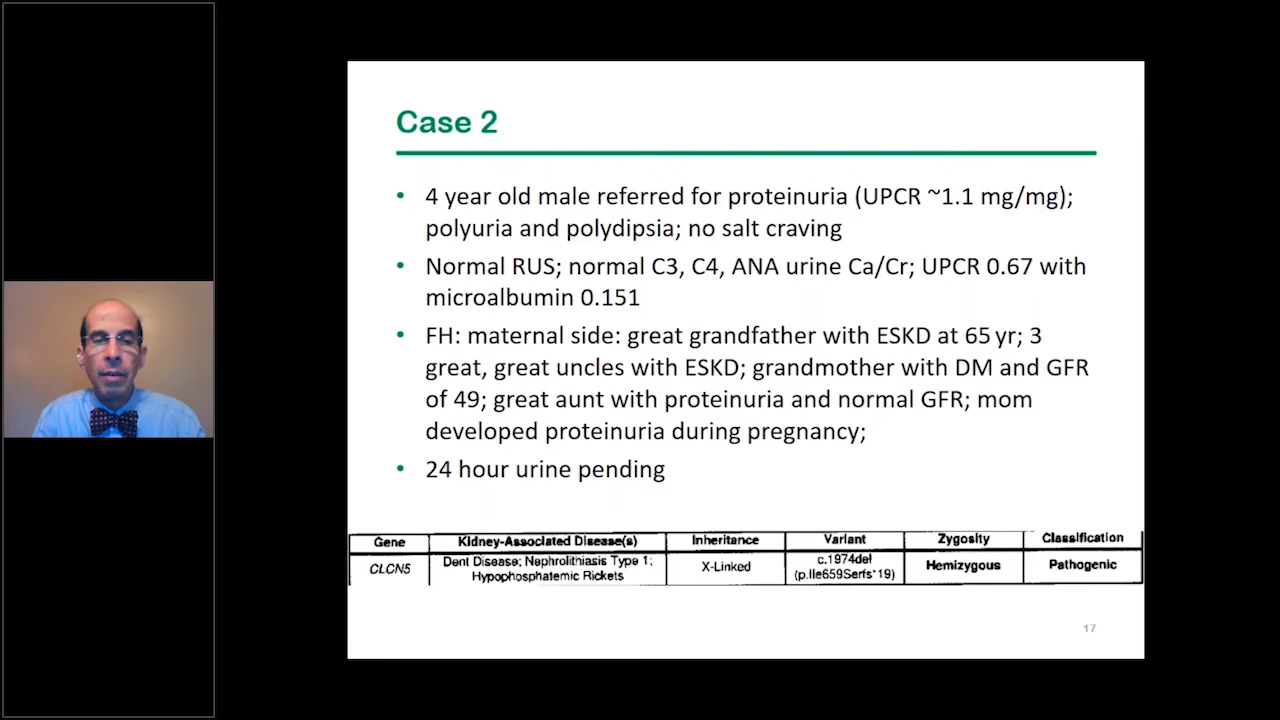 Case 2
• 4 year old male referred for proteinuria (UPCR ~1.1 mg/mg);
polyuria and polydipsia; no salt craving
• Normal RUS; normal C3, C4, ANA urine Ca/Cr; UPCR 0.67 with
microalbumin 0.151
• FH: maternal side: great grandfather with ESKD at 65 yr; 3
great, great uncles with ESKD; grandmother with DM and GFR
of 49; great aunt with proteinuria and normal GFR; mom
developed proteinuria during pregnancy;
• 24 hour urine pending
Gene Kidney-Associated Disease(s) Inheritance Variant Zygosity Classification
CLCN5 Dent Disease; Nephrolithiasis Type 1; Hypophosphatemic Rickets X-Linked c.1974del (p.Ile659Serfs*19) Hemizygous Pathogenic
17